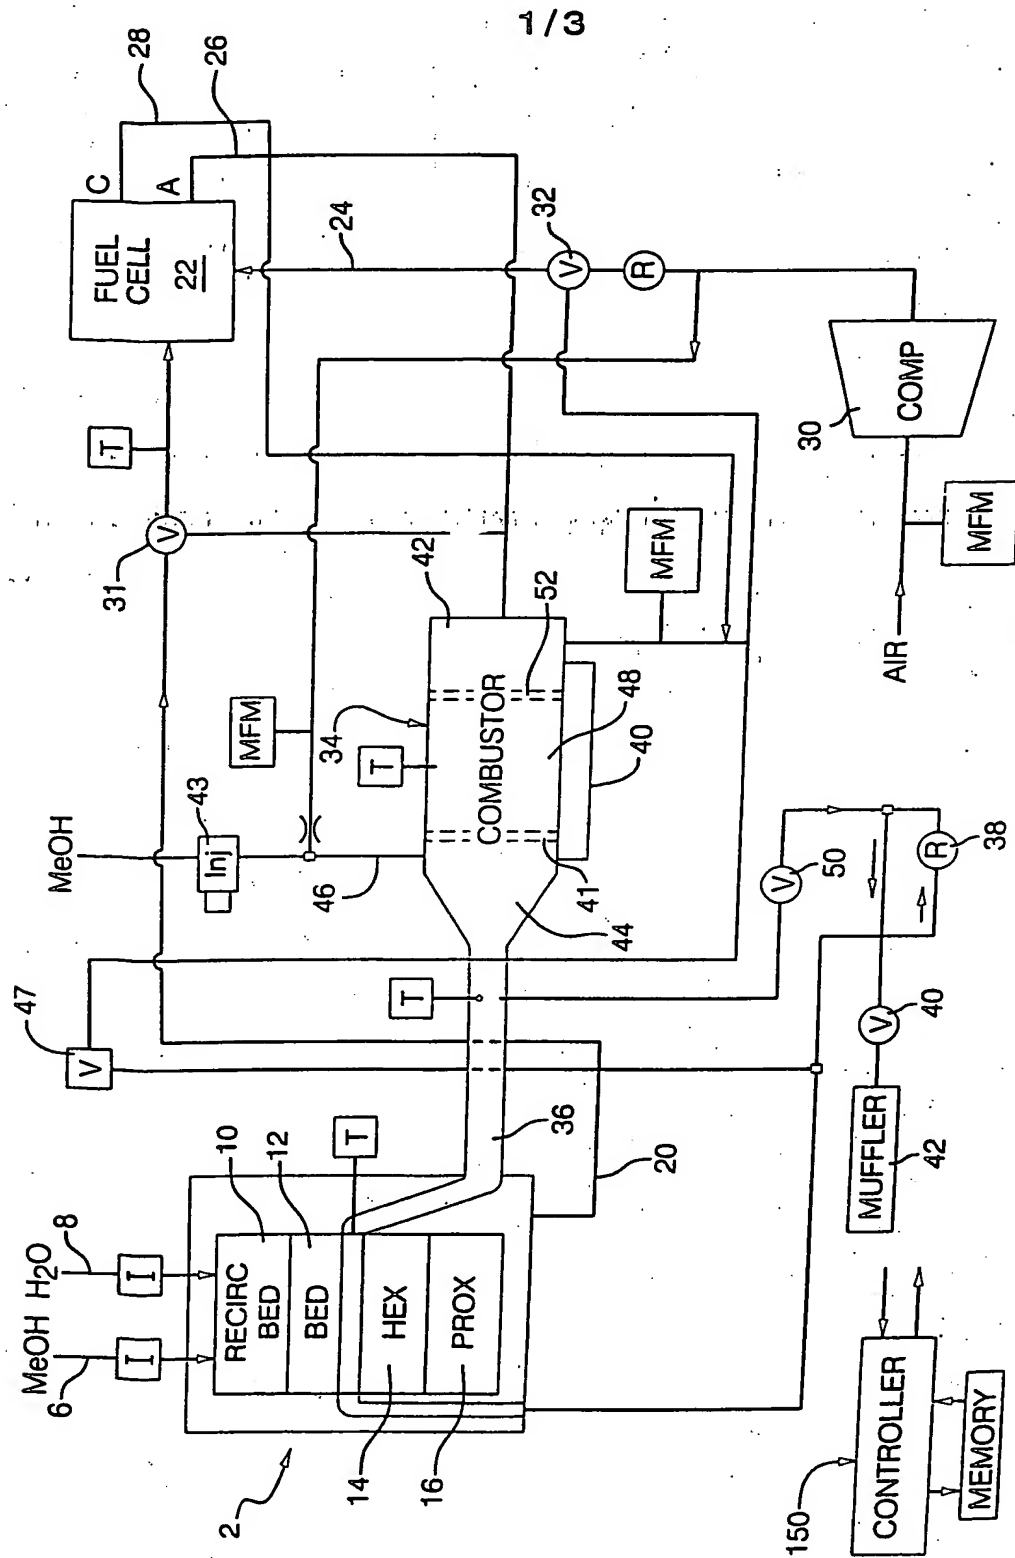 1/3
28
26
C
A
FUEL
CELL
22
24
32
V
R
T
V
31
30
COMP
AIR
MFM
42
52
MFM
34
T
COMBUSTOR
48
40
41
44
MFM
43
MeOH
Inj
46
50
V
R
38
47
V
T
V
40
MUFFLER
42
36
20
MeOH H2O
6
8
I
I
10
12
T
RECIRC
BED
BED
HEX
PROX
14
16
2
150
CONTROLLER
MEMORY